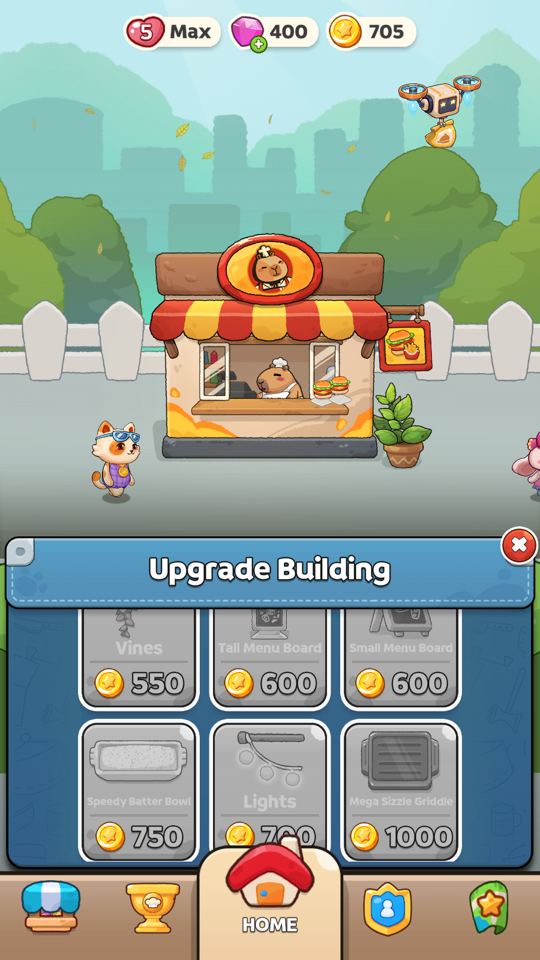 5 Max 400 705
Upgrade Building
Vines Tall Menu Board Small Menu Board
550 600 600
Speedy Batter Bowl Lights Mega Sizzle Griddle
750 700 1000
HOME